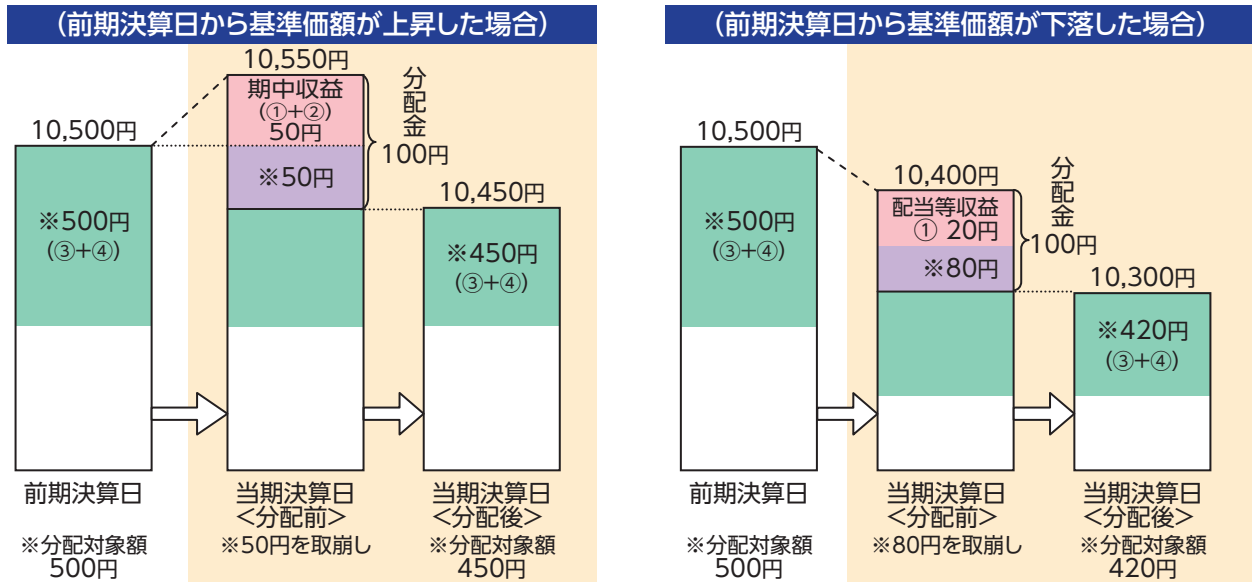 (前期決算日から基準価額が上昇した場合)
10,550円
期中収益
(①+②)
50円
※50円
分配金
100円
10,500円
※500円
(③+④)
10,450円
※450円
(③+④)
前期決算日
※分配対象額
500円
当期決算日
<分配前>
※50円を取崩し
当期決算日
<分配後>
※分配対象額
450円
(前期決算日から基準価額が下落した場合)
10,500円
※500円
(③+④)
10,400円
配当等収益
① 20円
※80円
分配金
100円
10,300円
※420円
(③+④)
前期決算日
※分配対象額
500円
当期決算日
<分配前>
※80円を取崩し
当期決算日
<分配後>
※分配対象額
420円